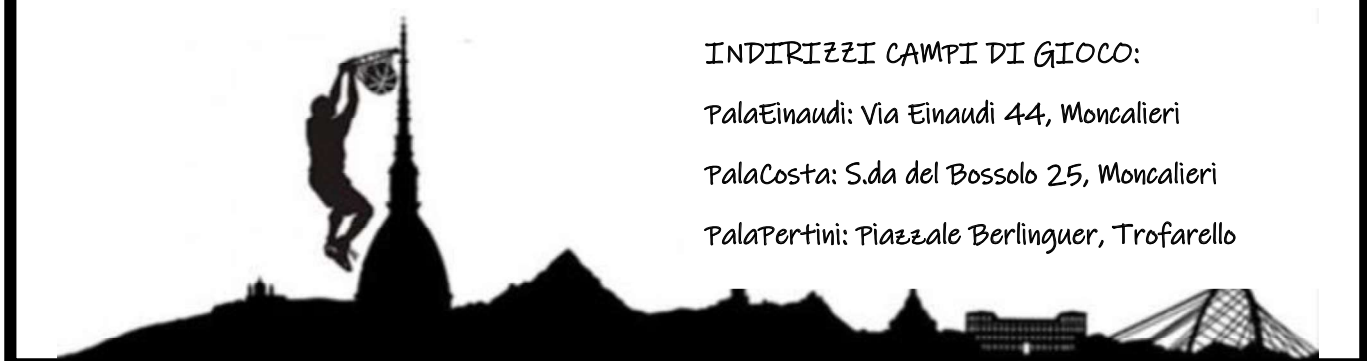 INDIRIZZI CAMPI DI GIOCO:
PalaEinaudi: Via Einaudi 44, Moncalieri
PalaCosta: S.da del Bossolo 25, Moncalieri
PalaPertini: Piazzale Berlinguer, Trofarello